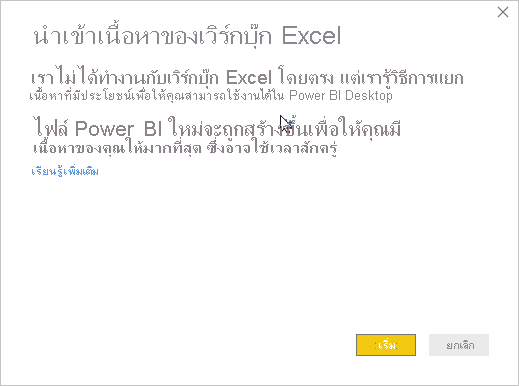 นำเข้าเนื้อหาของเวิร์กบุ๊ก Excel
เราไม่ได้ทำงานกับเวิร์กบุ๊ก Excel โดยตรง แต่เรารู้วิธีการแยก
เนื้อหาที่มีประโยชน์เพื่อให้คุณสามารถใช้งานได้ใน Power BI Desktop
ไฟล์ Power BI ใหม่จะถูกสร้างขึ้นเพื่อให้คุณมี
เนื้อหาของคุณให้มากที่สุด ซึ่งอาจใช้เวลาสักครู่
เรียนรู้เพิ่มเติม
เริ่ม
ยกเลิก